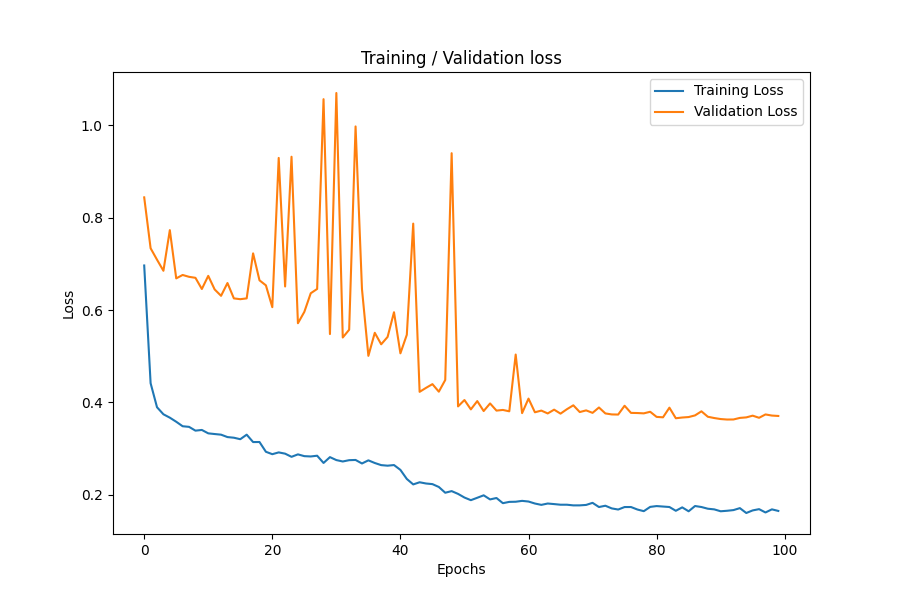 Training / Validation loss
Training Loss
Validation Loss
Loss
1.0
0.8
0.6
0.4
0.2
0 20 40 60 80 100
Epochs